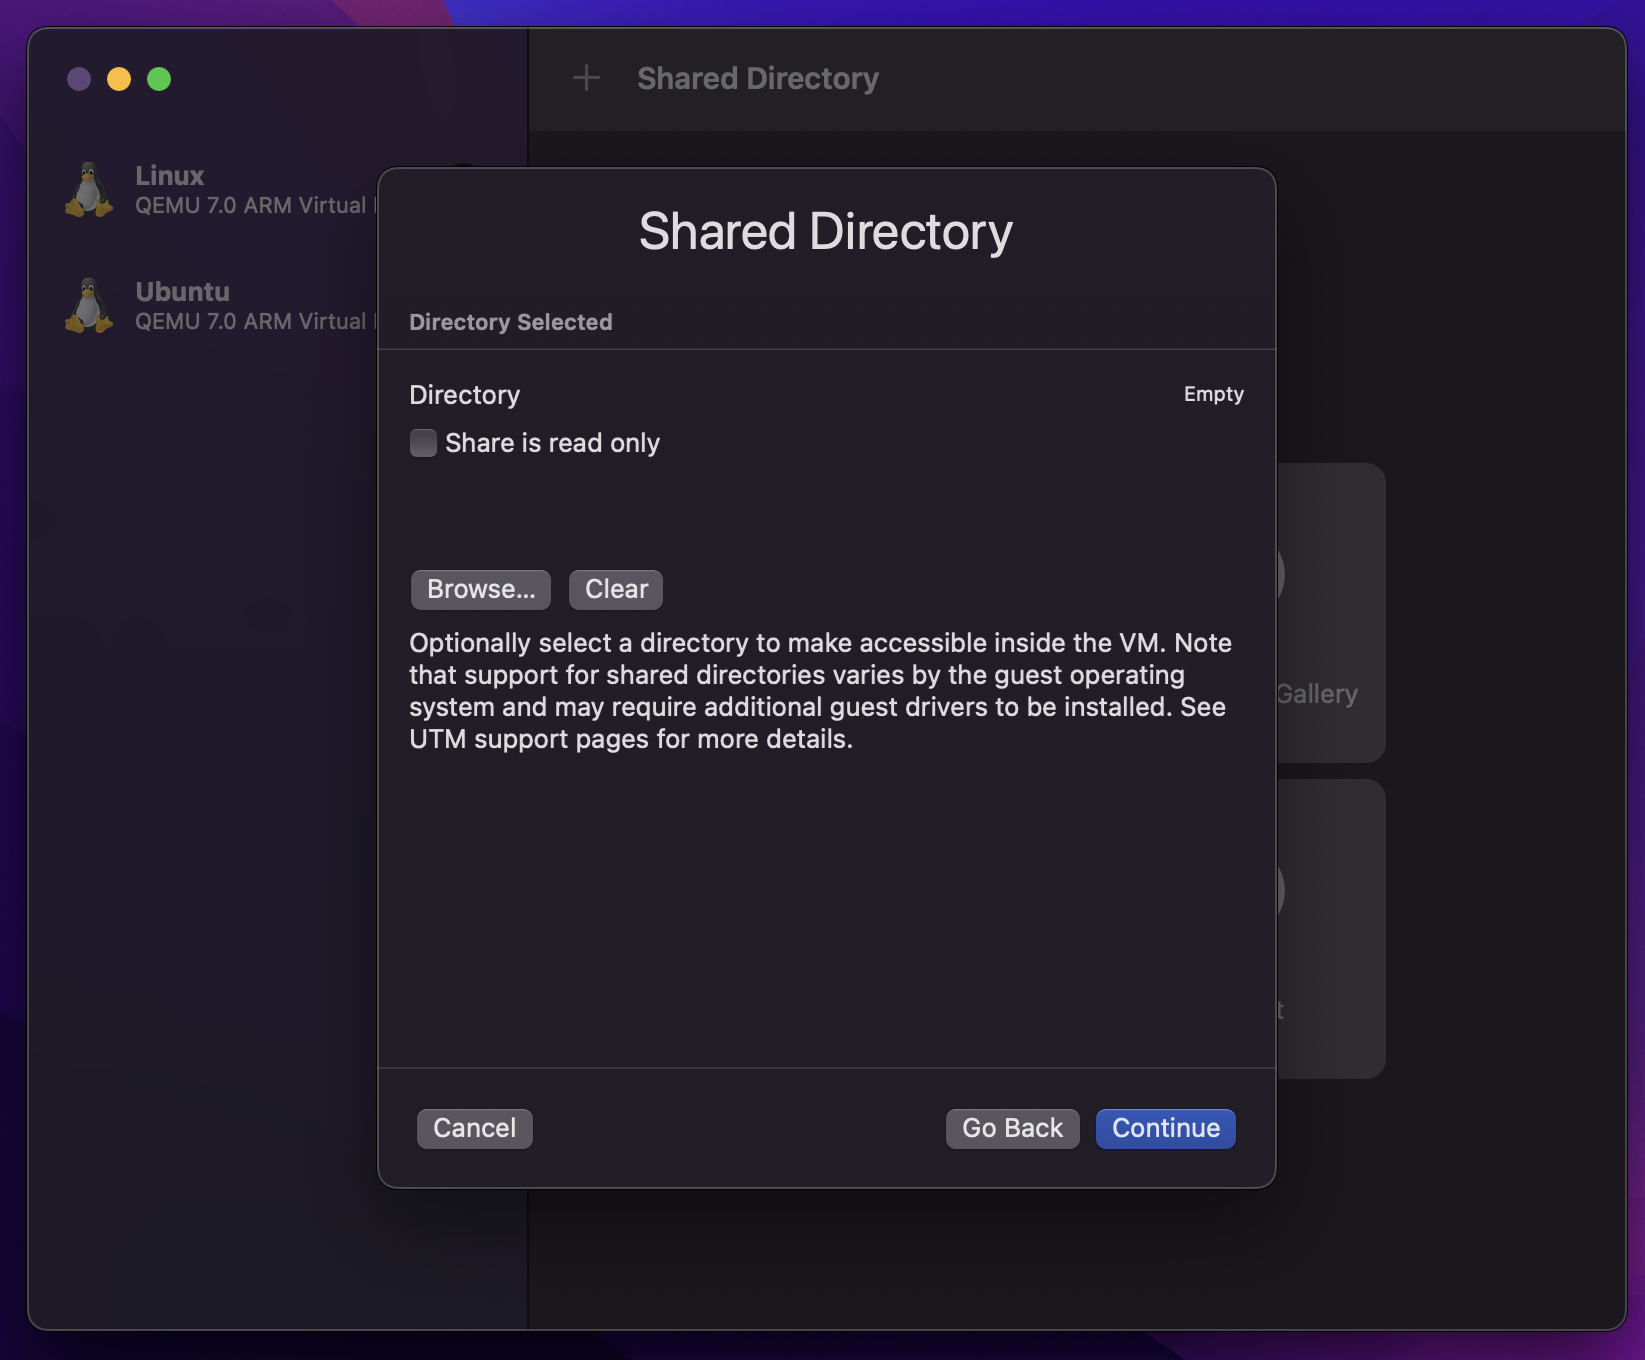 Shared Directory
Linux
QEMU 7.0 ARM Virtual
Ubuntu
QEMU 7.0 ARM Virtual
Shared Directory
Directory Selected
Directory
Empty
Share is read only
Browse...
Clear
Optionally select a directory to make accessible inside the VM. Note
that support for shared directories varies by the guest operating
system and may require additional guest drivers to be installed. See
UTM support pages for more details.
Gallery
Cancel
Go Back
Continue